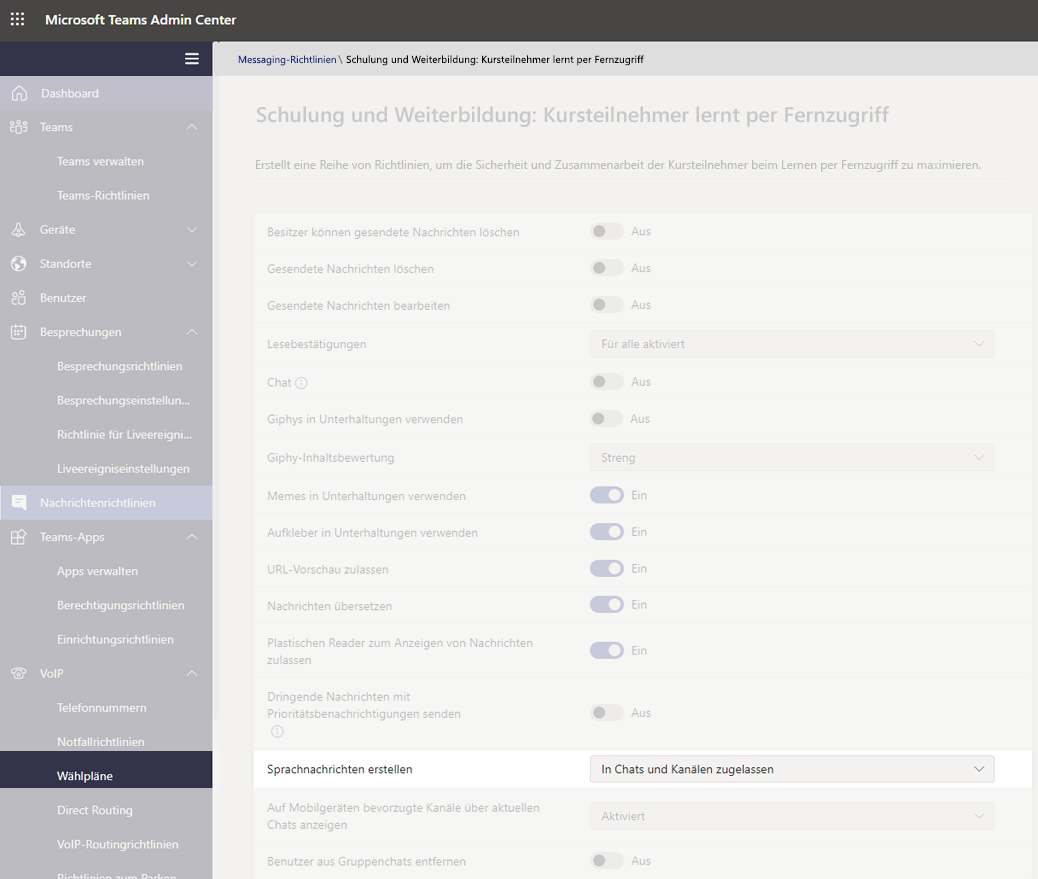 Microsoft Teams Admin Center
Messaging-Richtlinien \ Schulung und Weiterbildung: Kursteilnehmer lernt per Fernzugriff
Dashboard
Teams
Teams verwalten
Teams-Richtlinien
Geräte
Standorte
Benutzer
Besprechungen
Besprechungsrichtlinien
Besprechungseinstellun...
Richtlinie für Liveereigni...
Liveereigniseinstellungen
Nachrichtenrichtlinien
Teams-Apps
Apps verwalten
Berechtigungsrichtlinien
Einrichtungsrichtlinien
VoIP
Telefonnummern
Notfallrichtlinien
Wählpläne
Direct Routing
VoIP-Routingrichtlinien
Richtlinien zum Parken
Schulung und Weiterbildung: Kursteilnehmer lernt per Fernzugriff
Erstellt eine Reihe von Richtlinien, um die Sicherheit und Zusammenarbeit der Kursteilnehmer beim Lernen per Fernzugriff zu maximieren.
Besitzer können gesendete Nachrichten löschen Aus
Gesendete Nachrichten löschen Aus
Gesendete Nachrichten bearbeiten Aus
Lesebestätigungen Für alle aktiviert
Chat Aus
Giphys in Unterhaltungen verwenden Aus
Giphy-Inhaltsbewertung Streng
Memes in Unterhaltungen verwenden Ein
Aufkleber in Unterhaltungen verwenden Ein
URL-Vorschau zulassen Ein
Nachrichten übersetzen Ein
Plastischen Reader zum Anzeigen von Nachrichten
zulassen Ein
Dringende Nachrichten mit
Prioritätsbenachrichtigungen senden Aus
Sprachnachrichten erstellen In Chats und Kanälen zugelassen
Auf Mobilgeräten bevorzugte Kanäle über aktuellen
Chats anzeigen Aktiviert
Benutzer aus Gruppenchats entfernen Aus